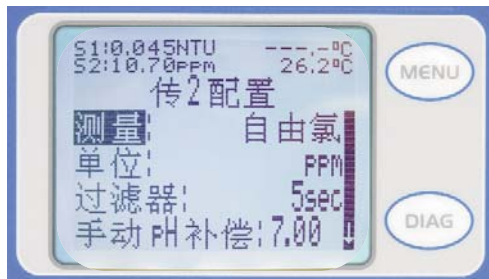 S1:0.045NTU ---.-°C
S2:10.70ppm 26.2°C
传2配置
测量: 自由氯
单位: ppm
过滤器: 5sec
手动pH补偿:7.00
MENU
DIAG